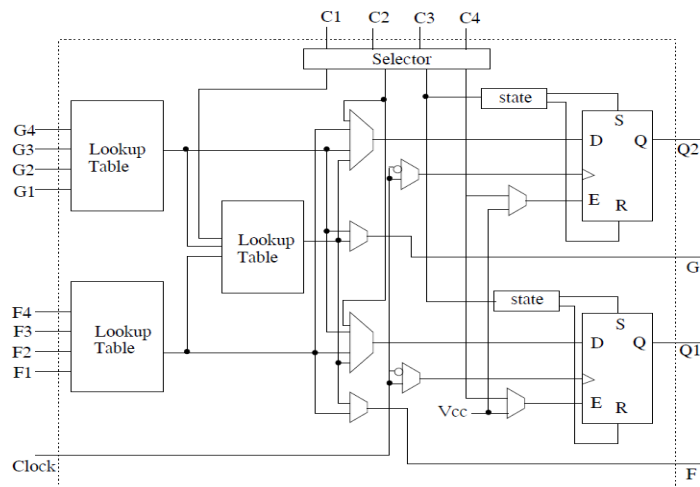 C1 C2 C3 C4
Selector
state
S
G4
G3
G2
G1
Lookup
Table
D Q
E
R
Q2
Lookup
Table
G
state
F4
F3
F2
F1
Lookup
Table
S
D Q
E
R
Q1
Vcc
Clock
F